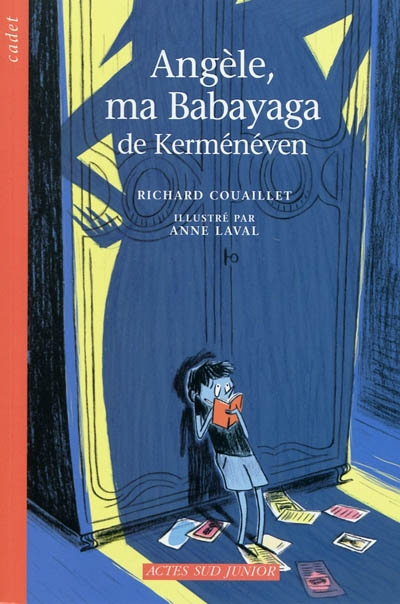 cadet
Angèle,
ma Babayaga
de Kerménéven
RICHARD COUAILLET
ILLUSTRÉ PAR
ANNE LAVAL
ACTES SUD JUNIOR